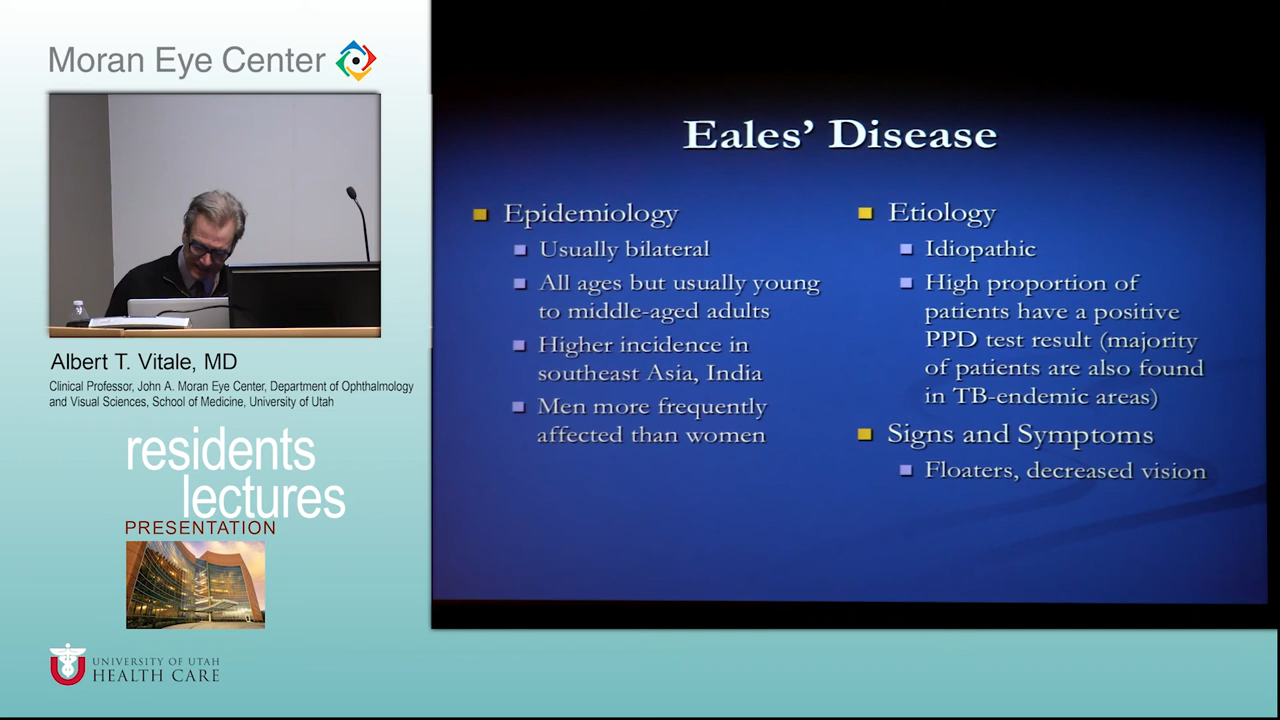 Moran Eye Center
Albert T. Vitale, MD
Clinical Professor, John A. Moran Eye Center, Department of Ophthalmology
and Visual Sciences, School of Medicine, University of Utah
residents
lectures
PRESENTATION
UNIVERSITY OF UTAH
HEALTH CARE
Eales’ Disease
Epidemiology
Usually bilateral
All ages but usually young
to middle-aged adults
Higher incidence in
southeast Asia, India
Men more frequently
affected than women
Etiology
Idiopathic
High proportion of
patients have a positive
PPD test result (majority
of patients are also found
in TB-endemic areas)
Signs and Symptoms
Floaters, decreased vision